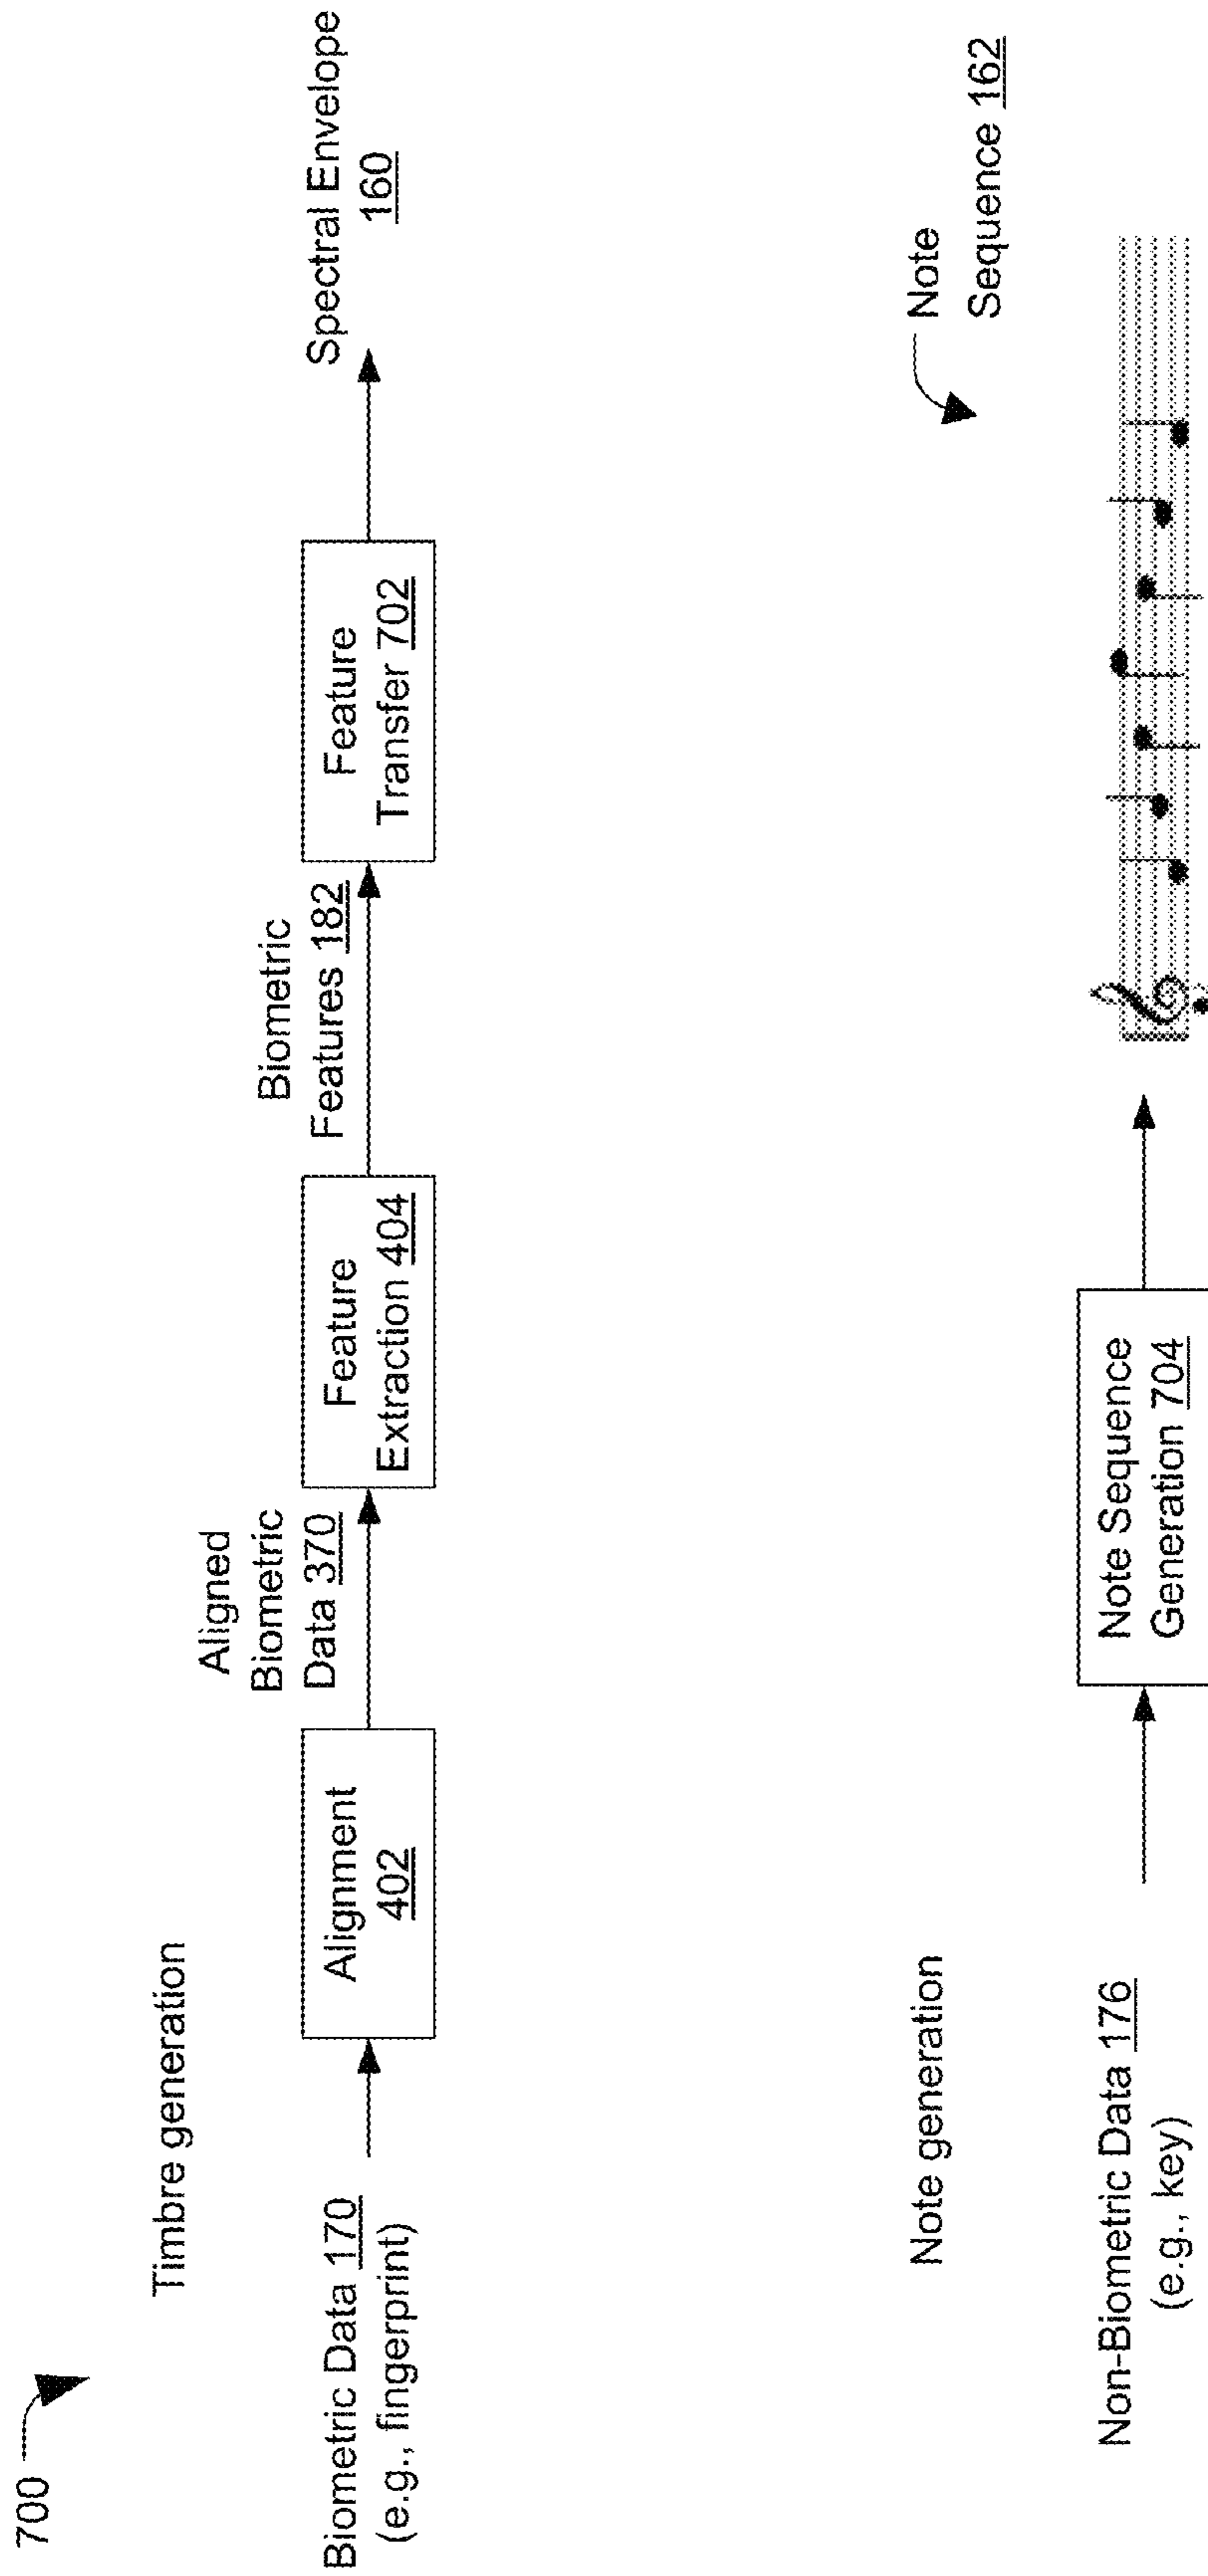 700
Timbre generation
Biometric Data 170
(e.g., fingerprint)
Alignment
402
Aligned
Biometric
Data 370
Feature
Extraction 404
Biometric
Features 182
Feature
Transfer 702
Spectral Envelope
160
Note generation
Non-Biometric Data 176
(e.g., key)
Note Sequence
Generation 704
Note
Sequence 162